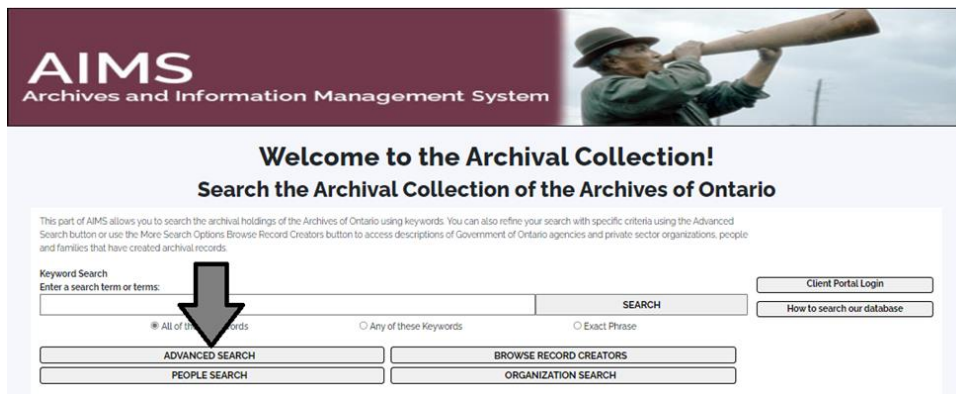 AIMS
Archives and Information Management System
Welcome to the Archival Collection!
Search the Archival Collection of the Archives of Ontario
This part of AIMS allows you to search the archival holdings of the Archives of Ontario using keywords. You can also refine your search with specific criteria using the Advanced
Search button or use the More Search Options Browse Record Creators button to access descriptions of Government of Ontario agencies and private sector organizations, people
and families that have created archival records.
Keyword Search
Enter a search term or terms:
SEARCH
All of th ords
Any of these Keywords
Exact Phrase
ADVANCED SEARCH
BROWSE RECORD CREATORS
PEOPLE SEARCH
ORGANIZATION SEARCH
Client Portal Login
How to search our database